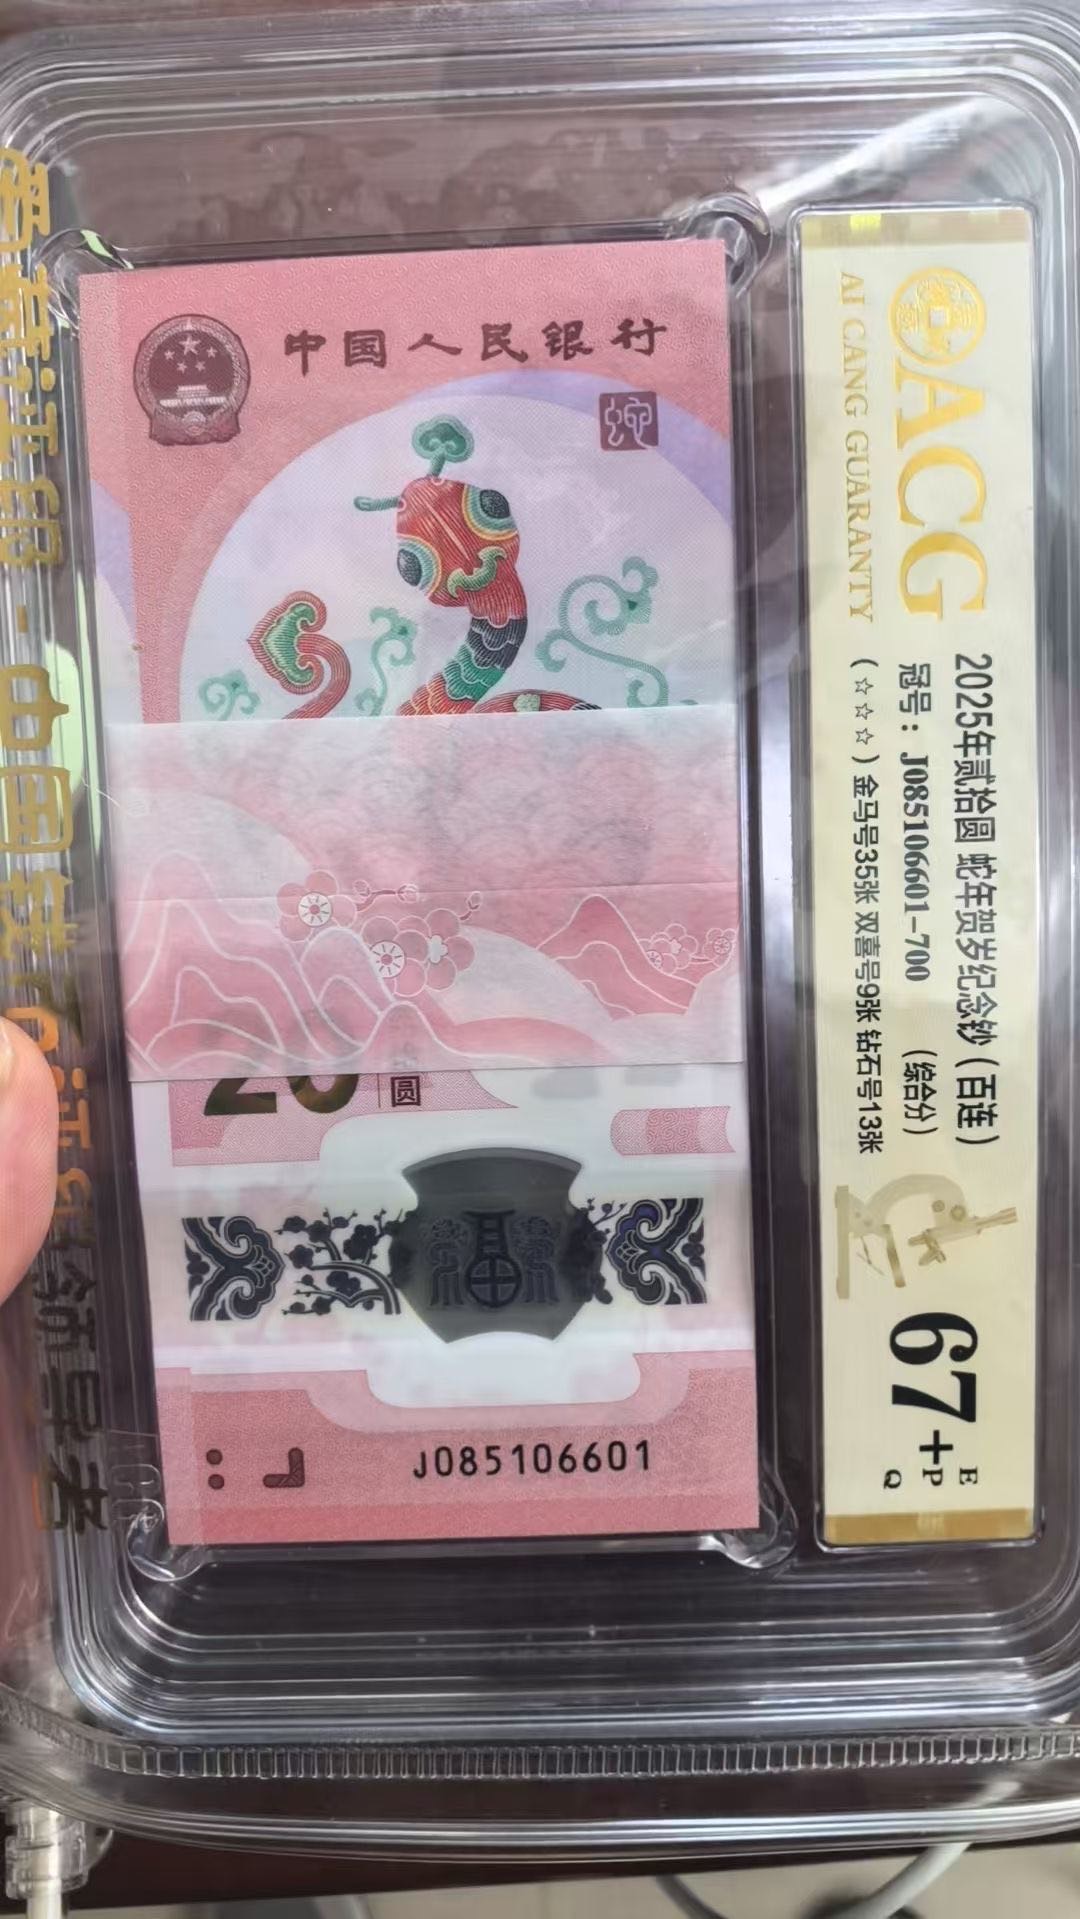 中国人民银行
蛇
20
圆
J085106601
ACG
AI CANG GUARANTY
2025年贰拾圆 蛇年贺岁纪念钞（百连）
冠号：J085106601-700 （综合分）
（☆☆☆）金马号35张 双喜号9张 钻石号13张
67+
E
P
Q